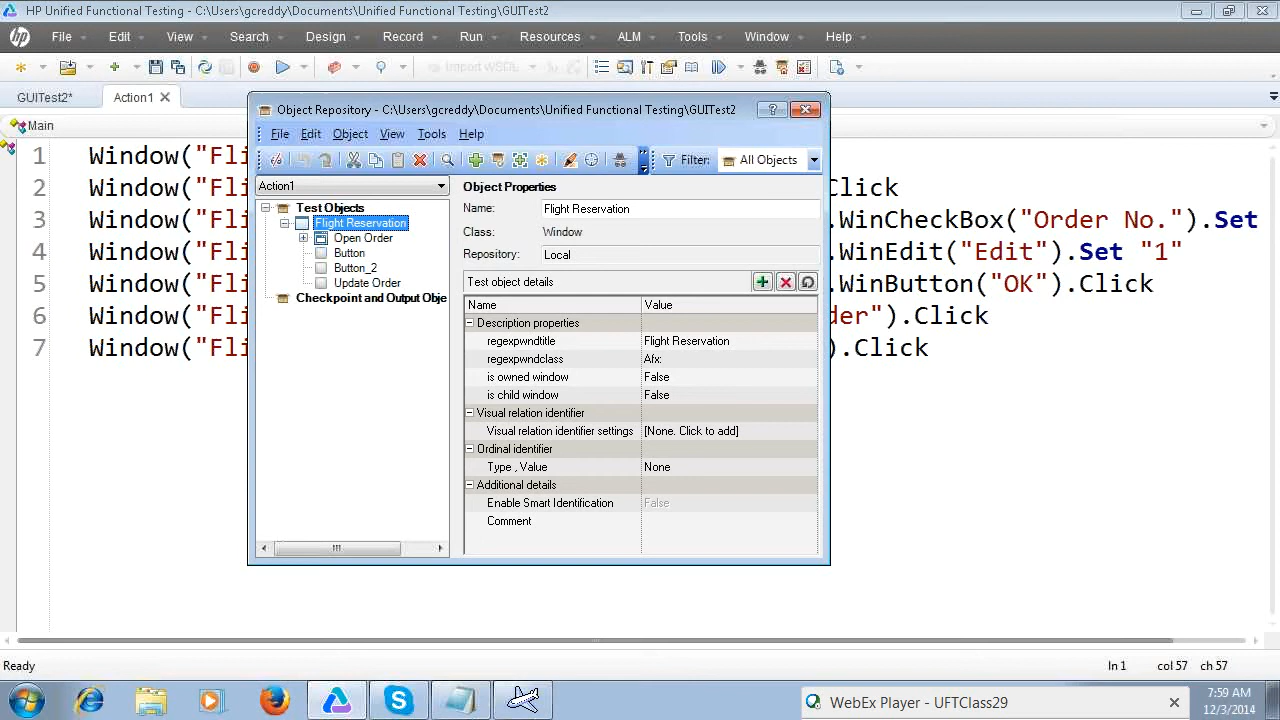 HP Unified Functional Testing - C:\Users\gcreddy\Documents\Unified Functional Testing\GUITest2
hp File Edit View Search Design Record Run Resources ALM Tools Window Help
Import WSDL
GUITest2* Action1
Main
Object Repository - C:\Users\gcreddy\Documents\Unified Functional Testing\GUITest2
File Edit Object View Tools Help
Filter: All Objects
Action1
Test Objects
Flight Reservation
Open Order
Button
Button_2
Update Order
Checkpoint and Output Obje
Object Properties
Name: Flight Reservation
Class: Window
Repository: Local
Test object details
Name Value
Description properties
regexpwndtitle Flight Reservation
regexpwndclass Afx:
is owned window False
is child window False
Visual relation identifier
Visual relation identifier settings [None. Click to add]
Ordinal identifier
Type , Value None
Additional details
Enable Smart Identification False
Comment
1 Window("Fli
2 Window("Fli Click
3 Window("Fli .WinCheckBox("Order No.").Set
4 Window("Fli .WinEdit("Edit").Set "1"
5 Window("Fli .WinButton("OK").Click
6 Window("Fli der").Click
7 Window("Fli ).Click
Ready ln 1 col 57 ch 57
WebEx Player - UFTClass29
7:59 AM
12/3/2014